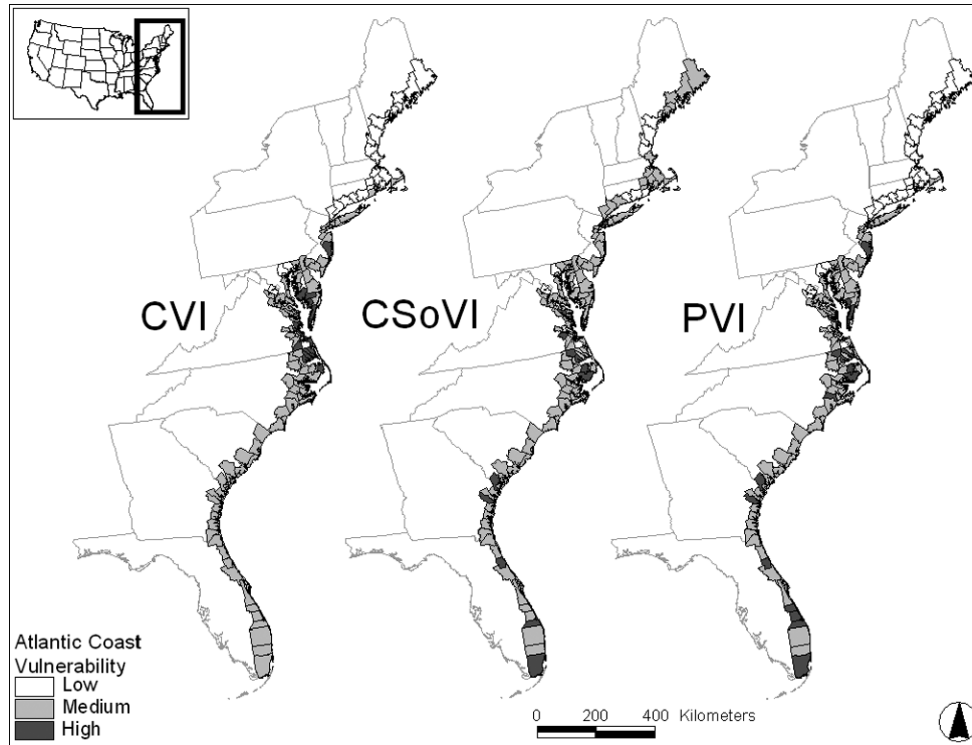 CVI
CSoVI
PVI
Atlantic Coast
Vulnerability
Low
Medium
High
0 200 400 Kilometers